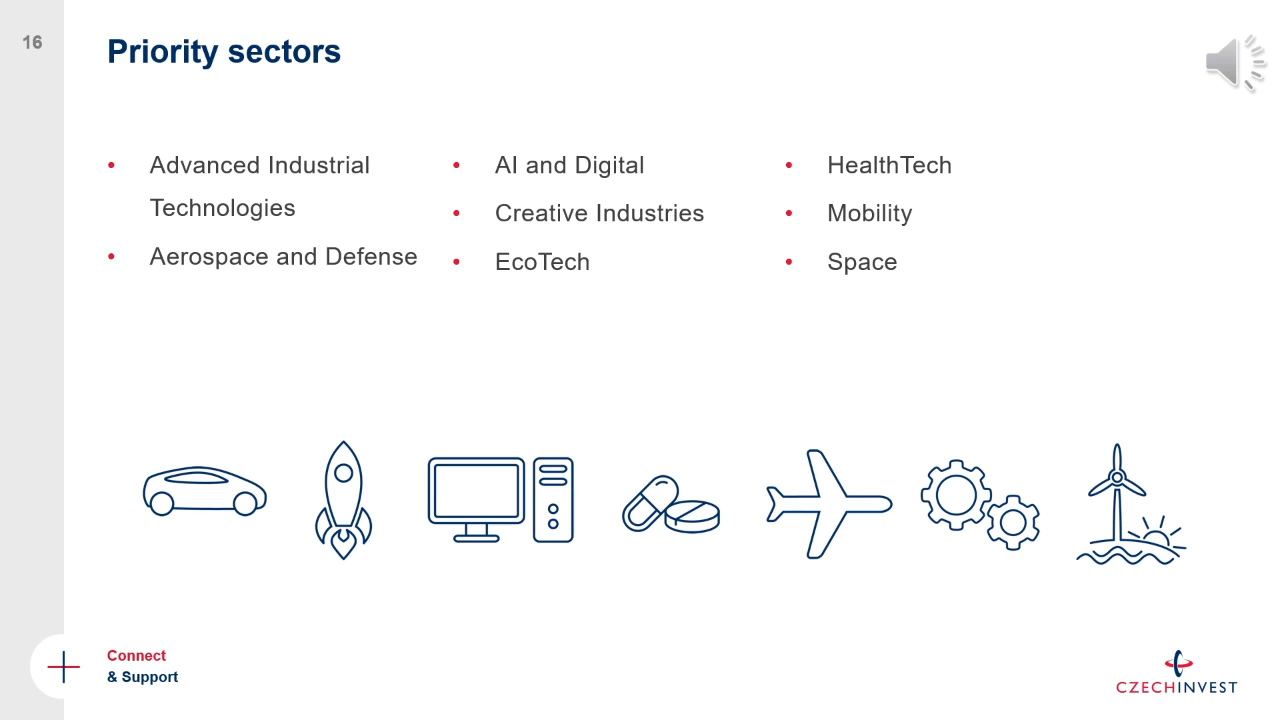 16
Priority sectors
• Advanced Industrial
Technologies
• Aerospace and Defense
• AI and Digital
• Creative Industries
• EcoTech
• HealthTech
• Mobility
• Space
Connect
& Support
CZECHINVEST